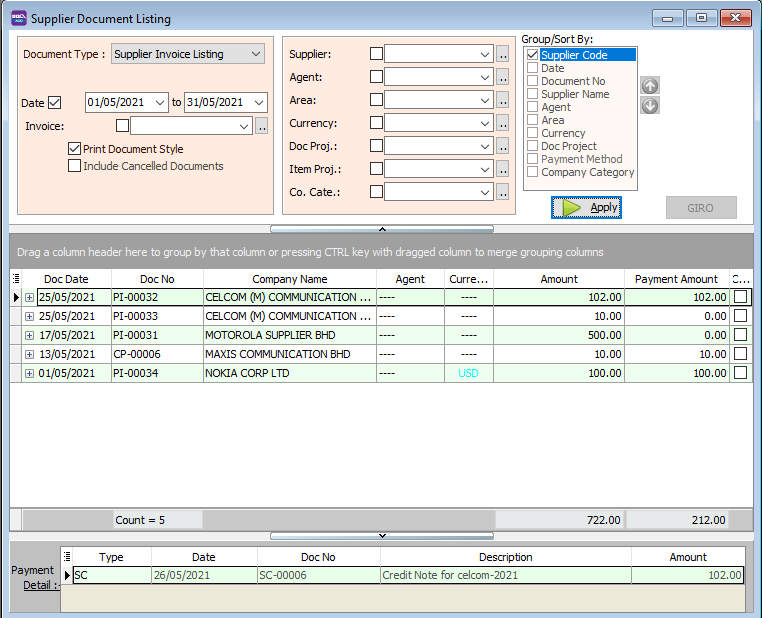 Supplier Document Listing
Document Type : Supplier Invoice Listing
Date 01/05/2021 to 31/05/2021
Invoice: ..
Print Document Style
Include Cancelled Documents
Supplier: ..
Agent: ..
Area: ..
Currency: ..
Doc Proj.: ..
Item Proj.: ..
Co. Cate.: ..
Group/Sort By:
Supplier Code
Date
Document No
Supplier Name
Agent
Area
Currency
Doc Project
Payment Method
Company Category
Apply
GIRO
Drag a column header here to group by that column or pressing CTRL key with dragged column to merge grouping columns
Doc Date Doc No Company Name Agent Curre... Amount Payment Amount C...
25/05/2021 PI-00032 CELCOM (M) COMMUNICATION ... ---- ---- 102.00 102.00
25/05/2021 PI-00033 CELCOM (M) COMMUNICATION ... ---- ---- 10.00 0.00
17/05/2021 PI-00031 MOTOROLA SUPPLIER BHD ---- ---- 500.00 0.00
13/05/2021 CP-00006 MAXIS COMMUNICATION BHD ---- ---- 10.00 10.00
01/05/2021 PI-00034 NOKIA CORP LTD ---- USD 100.00 100.00
Count = 5 722.00 212.00
Payment
Detail :-
Type Date Doc No Description Amount
SC 26/05/2021 SC-00006 Credit Note for celcom-2021 102.00